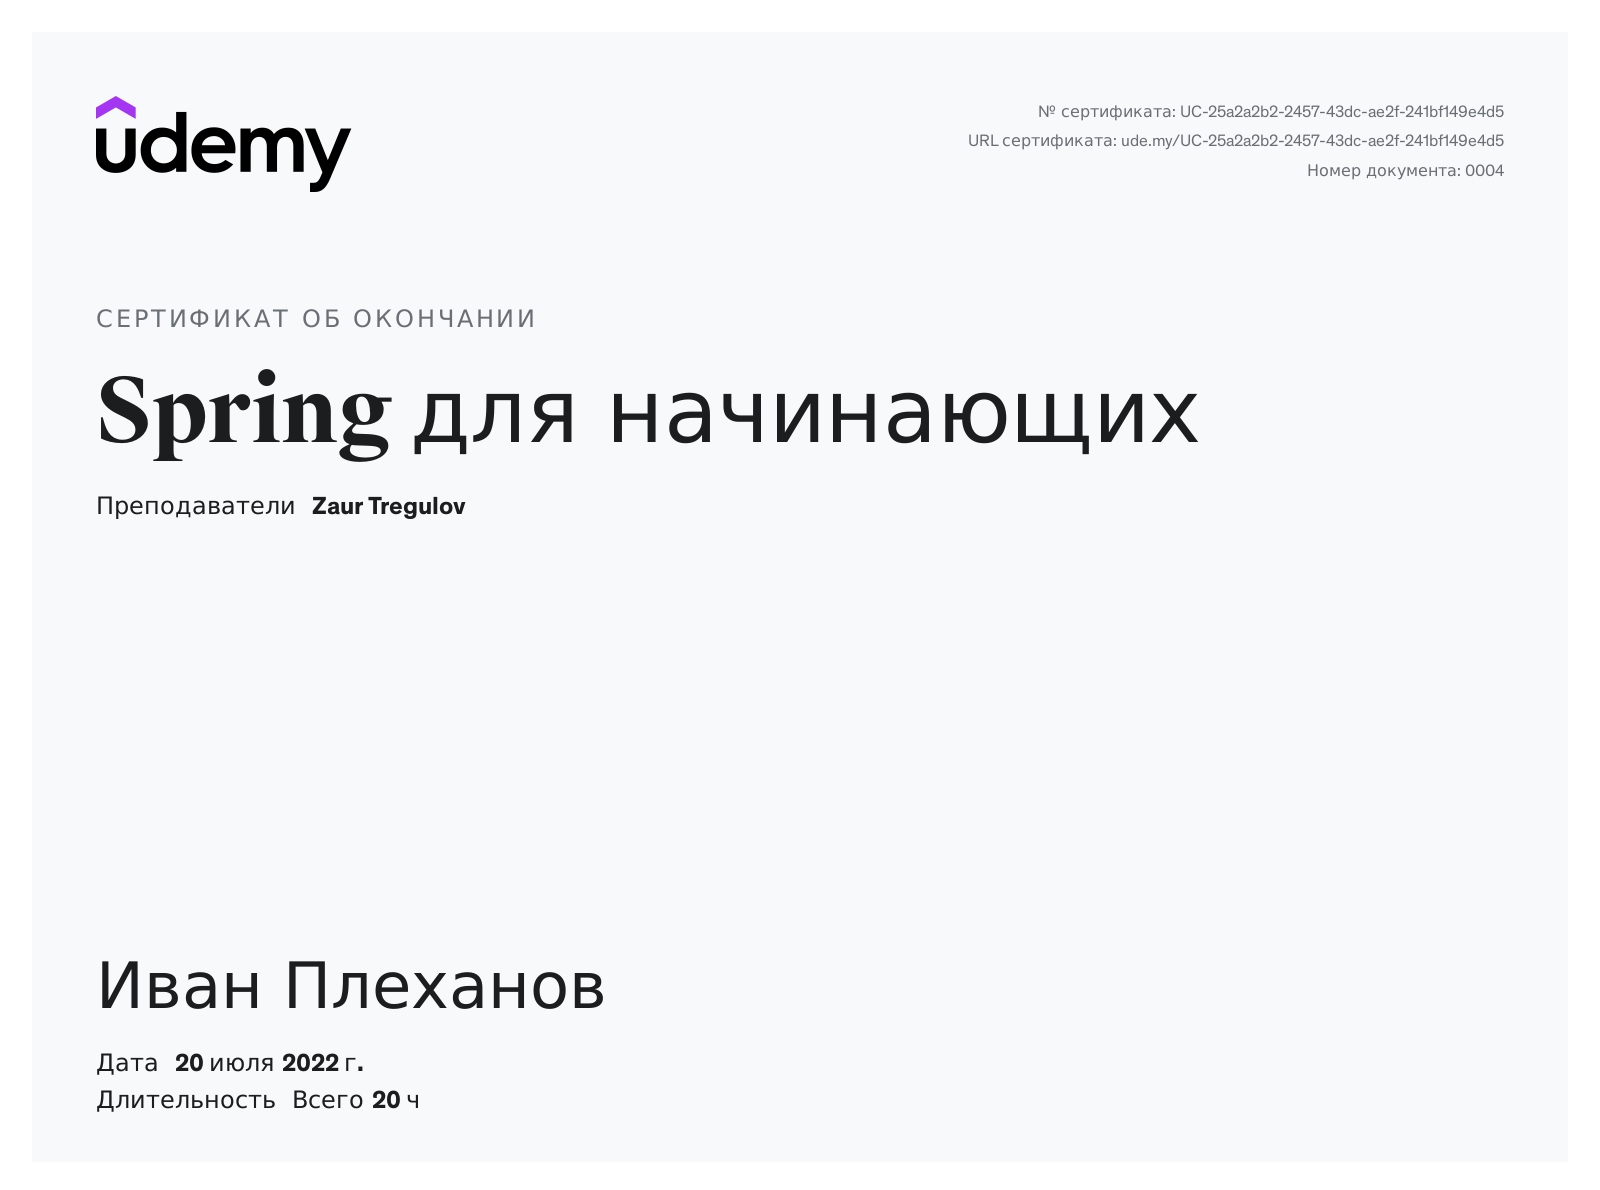 udemy
№ сертификата: UC-25a2a2b2-2457-43dc-ae2f-241bf149e4d5
URL сертификата: ude.my/UC-25a2a2b2-2457-43dc-ae2f-241bf149e4d5
Номер документа: 0004
СЕРТИФИКАТ ОБ ОКОНЧАНИИ
Spring для начинающих
Преподаватели Zaur Tregulov
Иван Плеханов
Дата 20 июля 2022 г.
Длительность Всего 20 ч